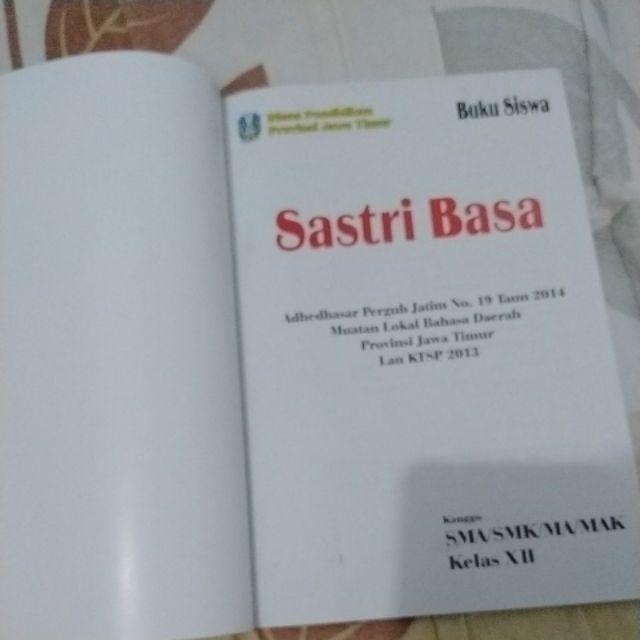 Dinas Pendidikan
Provinsi Jawa Timur
Buku Siswa
Sastri Basa
Adhedhasar Pergub Jatim No. 19 Taun 2014
Muatan Lokal Bahasa Daerah
Provinsi Jawa Timur
Lan KTSP 2013
Kanggo
SMA/SMK/MA/MAK
Kelas XII